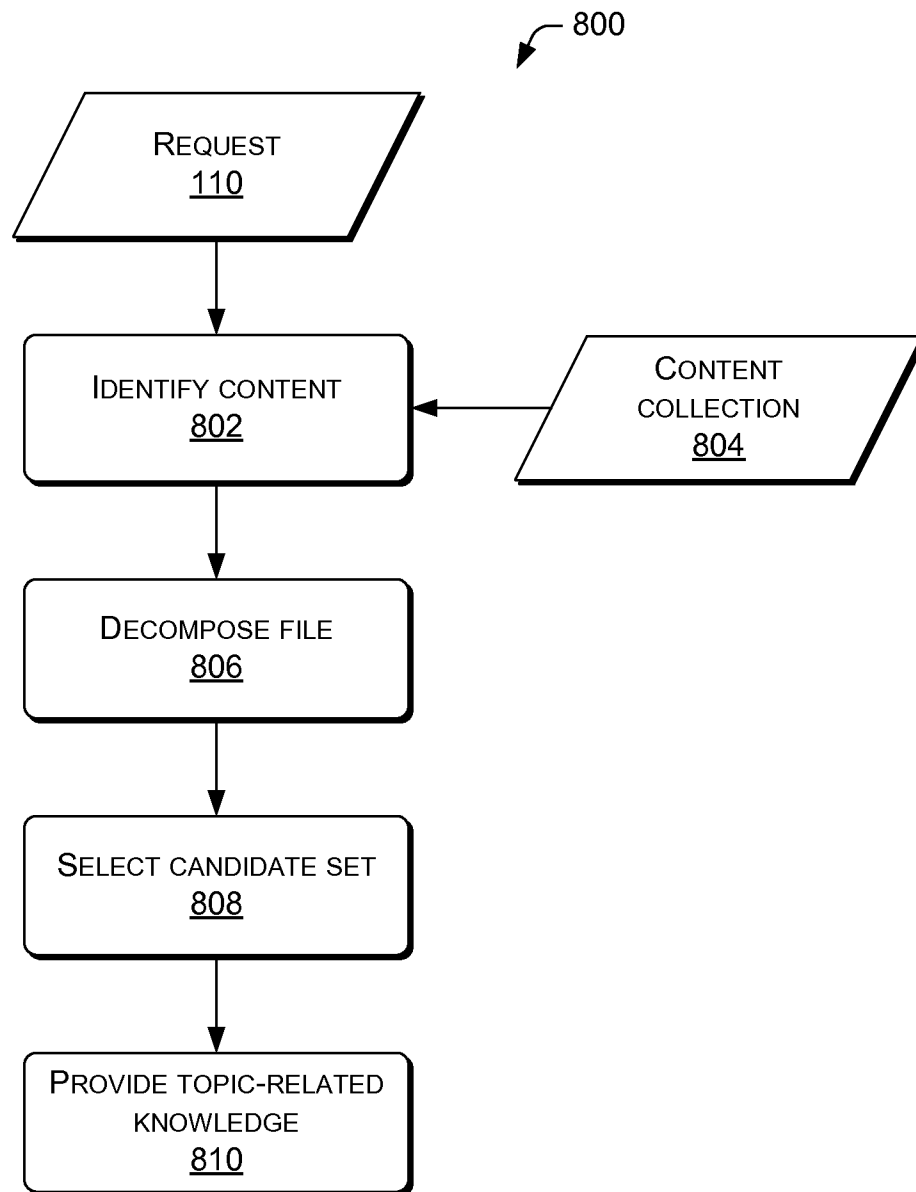 800
REQUEST
110
IDENTIFY CONTENT
802
CONTENT
COLLECTION
804
DECOMPOSE FILE
806
SELECT CANDIDATE SET
808
PROVIDE TOPIC-RELATED
KNOWLEDGE
810